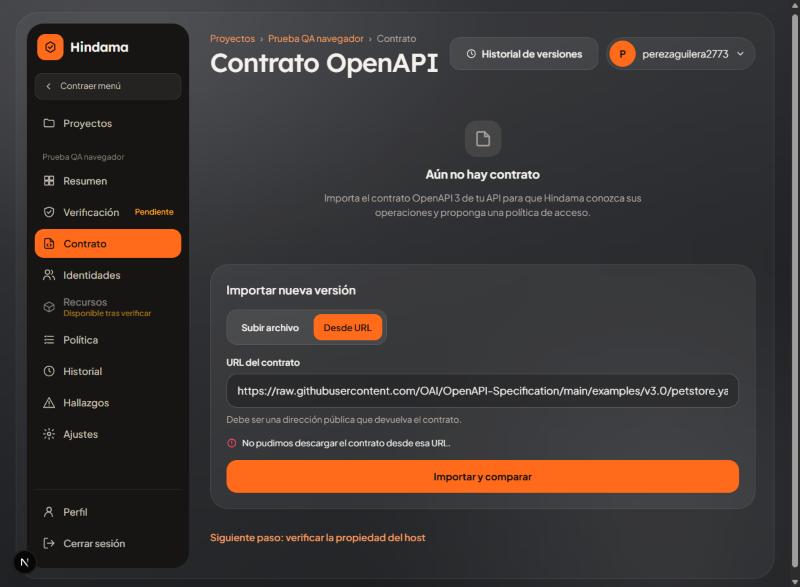 Hindama
Contraer menú
Proyectos
Prueba QA navegador
Resumen
Verificación Pendiente
Contrato
Identidades
Recursos
Disponible tras verificar
Política
Historial
Hallazgos
Ajustes
Perfil
Cerrar sesión
N
Proyectos › Prueba QA navegador › Contrato
Contrato OpenAPI
Historial de versiones
P perezaguilera2773
Aún no hay contrato
Importa el contrato OpenAPI 3 de tu API para que Hindama conozca sus
operaciones y proponga una política de acceso.
Importar nueva versión
Subir archivo Desde URL
URL del contrato
https://raw.githubusercontent.com/OAI/OpenAPI-Specification/main/examples/v3.0/petstore.ya
Debe ser una dirección pública que devuelva el contrato.
No pudimos descargar el contrato desde esa URL.
Importar y comparar
Siguiente paso: verificar la propiedad del host